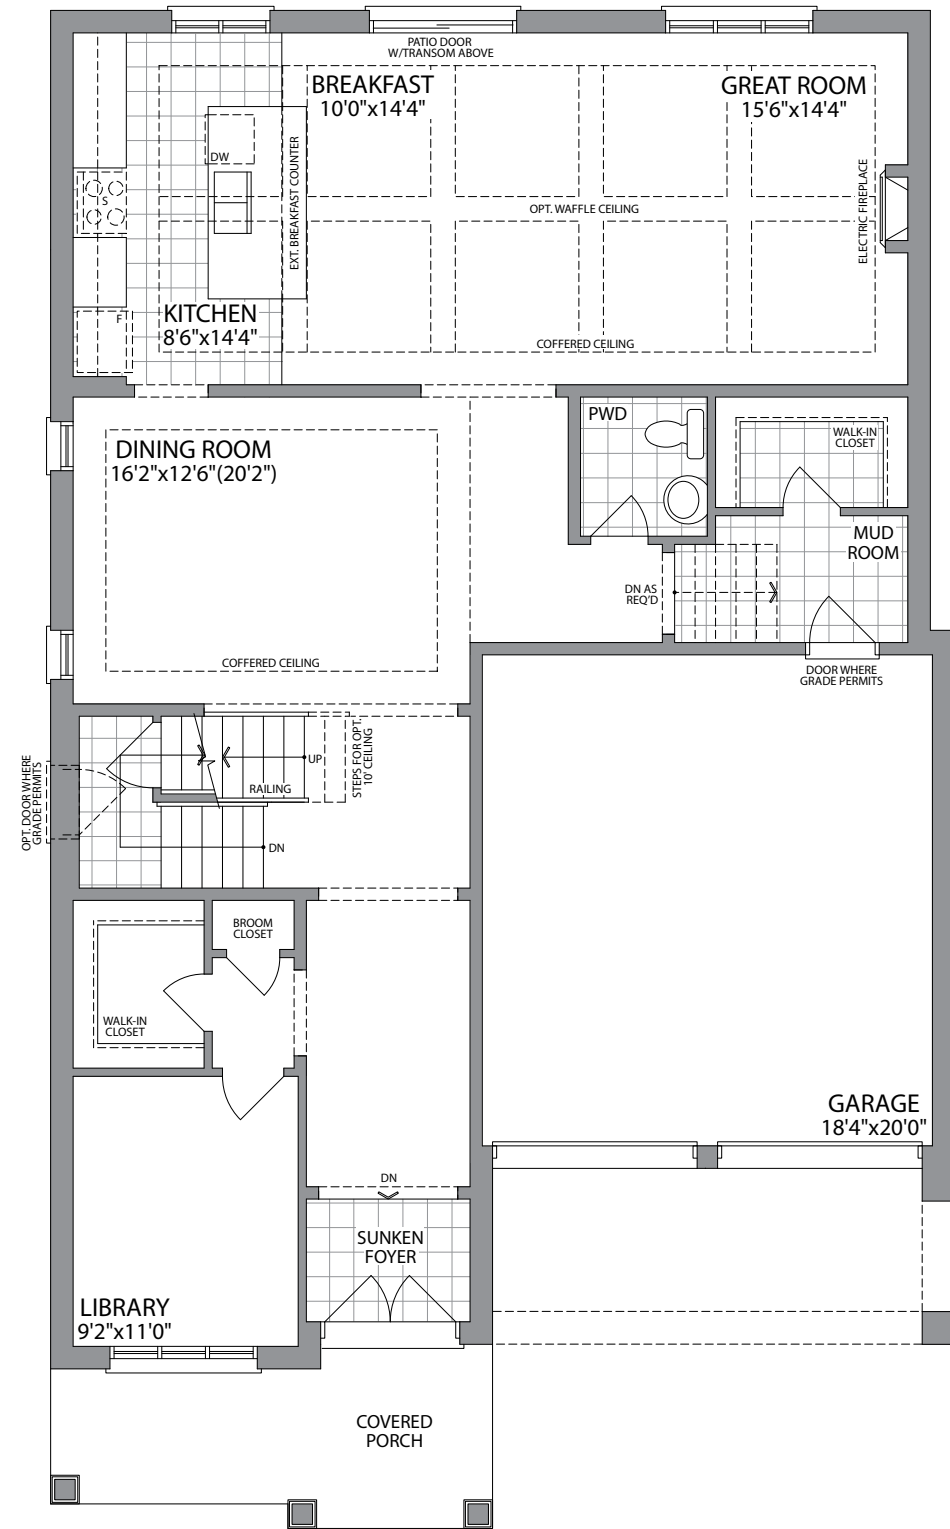 PATIO DOOR
W/TRANSOM ABOVE
BREAKFAST
10'0"x14'4"
GREAT ROOM
15'6"x14'4"
DW
S
EXT. BREAKFAST COUNTER
OPT. WAFFLE CEILING
ELECTRIC FIREPLACE
KITCHEN
8'6"x14'4"
F
COFFERED CEILING
PWD
WALK-IN
CLOSET
DINING ROOM
16'2"x12'6"(20'2")
MUD
ROOM
DN AS
REQ'D
COFFERED CEILING
DOOR WHERE
GRADE PERMITS
OPT. DOOR WHERE
GRADE PERMITS
UP
RAILING
STEPS FOR OPT.
10' CEILING
DN
BROOM
CLOSET
WALK-IN
CLOSET
GARAGE
18'4"x20'0"
DN
SUNKEN
FOYER
LIBRARY
9'2"x11'0"
COVERED
PORCH